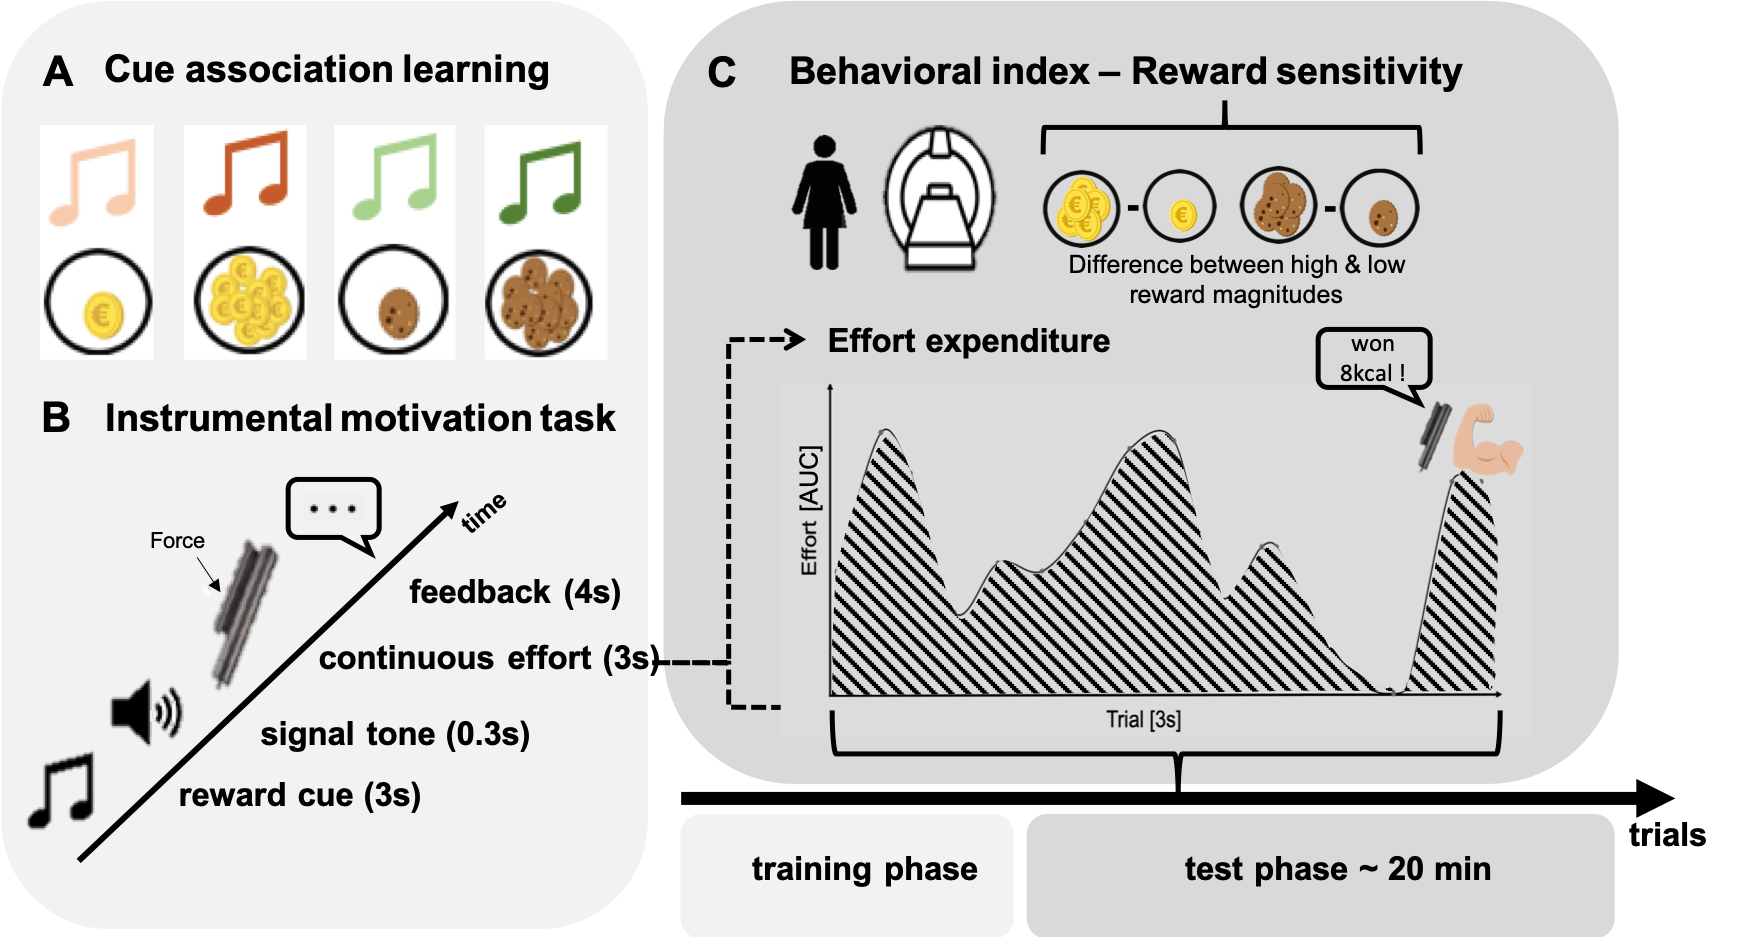 A Cue association learning
B Instrumental motivation task
Force
...
time
feedback (4s)
continuous effort (3s)
signal tone (0.3s)
reward cue (3s)
C Behavioral index – Reward sensitivity
€ € € € - € -
Difference between high & low
reward magnitudes
Effort expenditure
won
8kcal !
Effort [AUC]
Trial [3s]
trials
training phase
test phase ~ 20 min